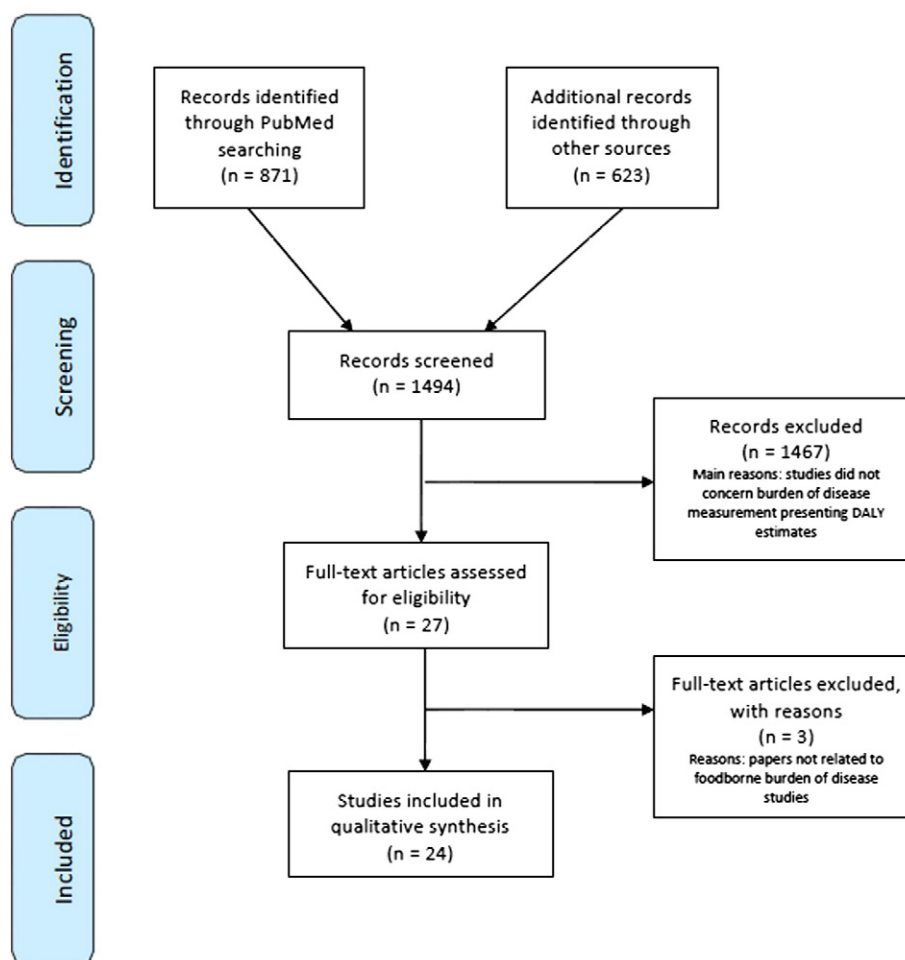 Identification
Records identified
through PubMed
searching
(n = 871)
Additional records
identified through
other sources
(n = 623)
Screening
Records screened
(n = 1494)
Records excluded
(n = 1467)
Main reasons: studies did not
concern burden of disease
measurement presenting DALY
estimates
Eligibility
Full-text articles assessed
for eligibility
(n = 27)
Full-text articles excluded,
with reasons
(n = 3)
Reasons: papers not related to
foodborne burden of disease
studies
Included
Studies included in
qualitative synthesis
(n = 24)